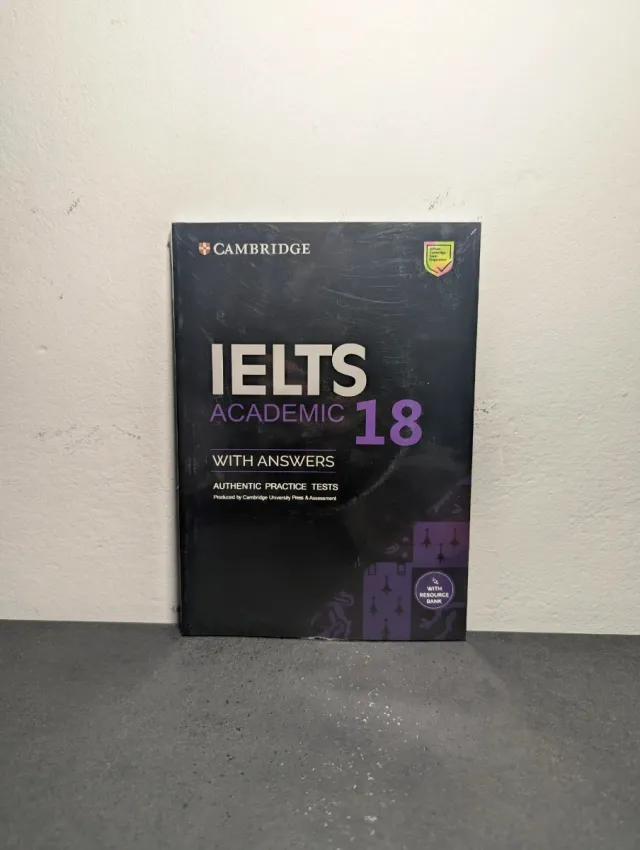 CAMBRIDGE
IELTS
ACADEMIC 18
WITH ANSWERS
AUTHENTIC PRACTICE TESTS
Produced by Cambridge University Press & Assessment
WITH
RESOURCE
BANK